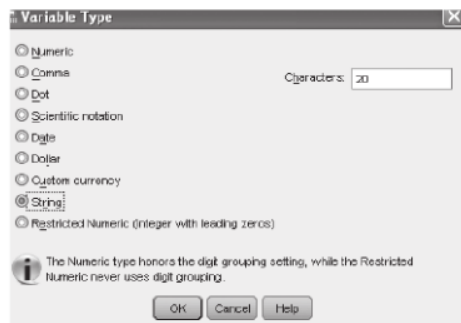 Variable Type
Numeric
Comma
Characters: 20
Dot
Scientific notation
Date
Dollar
Custom currency
String
Restricted Numeric (integer with leading zeros)
The Numeric type honors the digit grouping setting, while the Restricted
Numeric never uses digit grouping.
OK Cancel Help